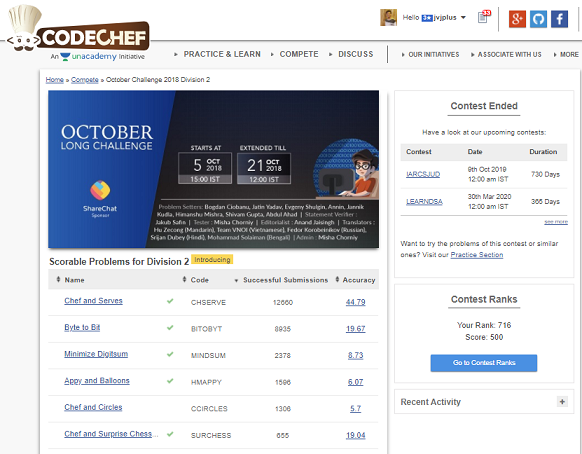 Hello 3★ jvjplus 33
CODECHEF
An unacademy Initiative
PRACTICE & LEARN COMPETE DISCUSS OUR INITIATIVES ASSOCIATE WITH US MORE
Home » Compete » October Challenge 2018 Division 2
OCTOBER
LONG CHALLENGE
STARTS AT EXTENDED TILL
5 OCT 2018 21 OCT 2018
15:00 IST 12:00 IST
ShareChat
Sponsor
Problem Setters: Bogdan Ciobanu, Jatin Yadav, Evgeny Shulgin, Annin, Jannik
Kudla, Himanshu Mishra, Shivam Gupta, Abdul Ahad | Statement Verifier :
Jakub Safin | Tester : Misha Chorniy | Editorialist : Anand Jaisingh | Translators :
Hu Zecong (Mandarin), Team VNOI (Vietnamese), Fedor Korobeinikov (Russian),
Srijan Dubey (Hindi), Mohammad Solaiman (Bengali) | Admin : Misha Chorniy
Scorable Problems for Division 2 Introducing
Name Code Successful Submissions Accuracy
Chef and Serves CHSERVE 12660 44.79
Byte to Bit BITOBYT 8935 19.67
Minimize Digitsum MINDSUM 2378 8.73
Appy and Balloons HMAPPY 1596 6.07
Chef and Circles CCIRCLES 1306 5.7
Chef and Surprise Chess... SURCHESS 655 19.04
Contest Ended
Have a look at our upcoming contests:
Contest Date Duration
IARCSJUD 9th Oct 2019 12:00 am IST 730 Days
LEARNDSA 30th Mar 2020 12:00 am IST 366 Days
see more
Want to try the problems of this contest or similar
ones? Visit our Practice Section
Contest Ranks
Your Rank: 716
Score: 500
Go to Contest Ranks
Recent Activity +